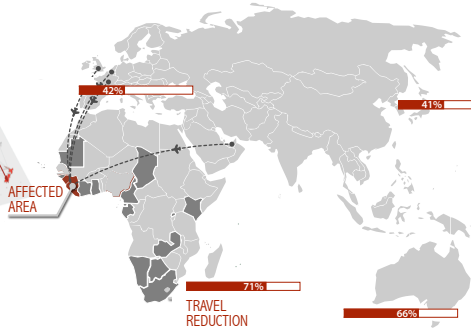 42%
41%
AFFECTED
AREA
71%
TRAVEL
REDUCTION
66%